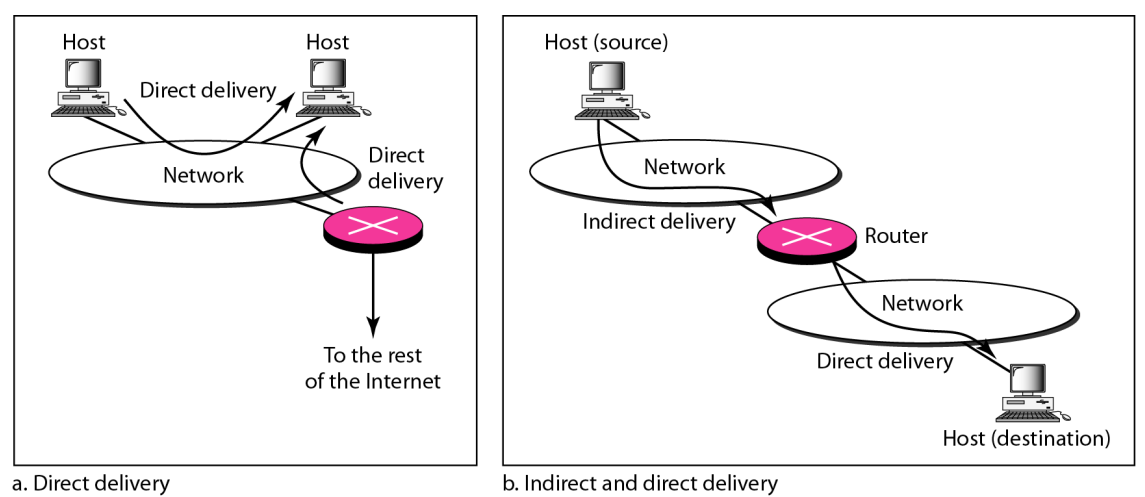 Host
Host
Direct delivery
Direct
delivery
Network
To the rest
of the Internet
a. Direct delivery
Host (source)
Network
Indirect delivery
Router
Network
Direct delivery
Host (destination)
b. Indirect and direct delivery